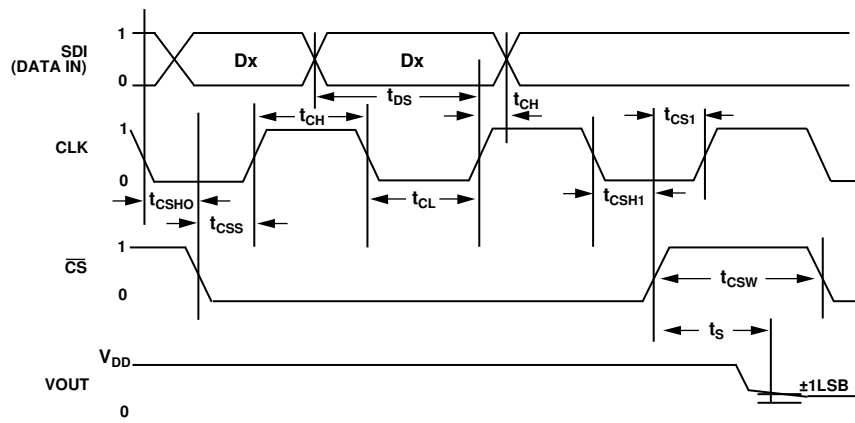 SDI
(DATA IN)
1
0
Dx
Dx
tDS
tCH
tCH
tCS1
CLK
1
0
tCSHO
tCSS
tCL
tCSH1
CS
1
0
tCSW
tS
VOUT
VDD
0
±1LSB